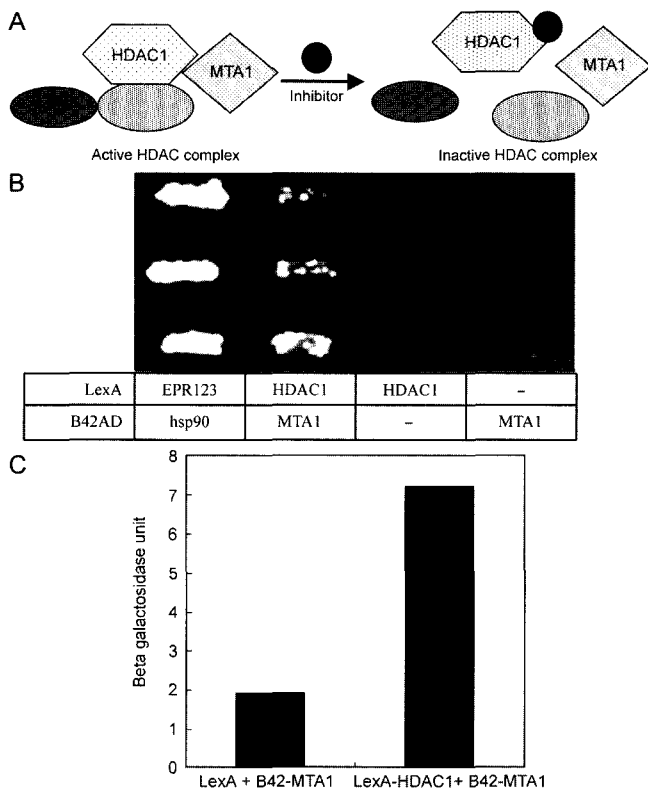 A
HDAC1
MTA1
Inhibitor
HDAC1
MTA1
Active HDAC complex
Inactive HDAC complex
B
LexA EPR123 HDAC1 HDAC1 –
B42AD hsp90 MTA1 – MTA1
C
Beta galactosidase unit
8
7
6
5
4
3
2
1
0
LexA + B42-MTA1
LexA-HDAC1+ B42-MTA1